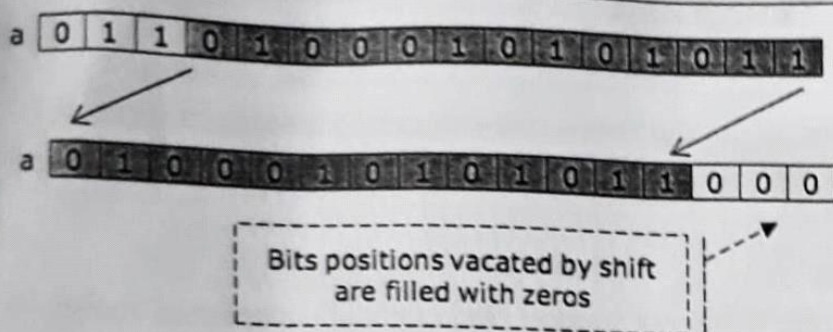 a 0 1 1 0 1 0 0 0 1 0 1 0 1 0 1 1
a 0 1 0 0 0 1 0 1 0 1 0 1 1 0 0 0
Bits positions vacated by shift
are filled with zeros